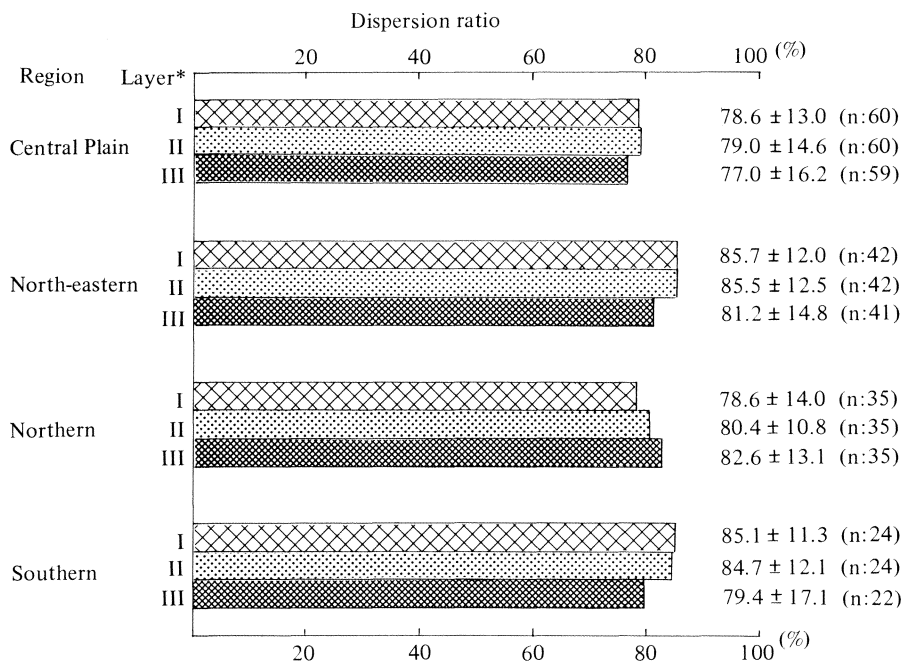 Dispersion ratio
20 40 60 80 100 (%)
Region Layer*
I 78.6 ± 13.0 (n:60)
Central Plain II 79.0 ± 14.6 (n:60)
III 77.0 ± 16.2 (n:59)
I 85.7 ± 12.0 (n:42)
North-eastern II 85.5 ± 12.5 (n:42)
III 81.2 ± 14.8 (n:41)
I 78.6 ± 14.0 (n:35)
Northern II 80.4 ± 10.8 (n:35)
III 82.6 ± 13.1 (n:35)
I 85.1 ± 11.3 (n:24)
Southern II 84.7 ± 12.1 (n:24)
III 79.4 ± 17.1 (n:22)
20 40 60 80 100 (%)